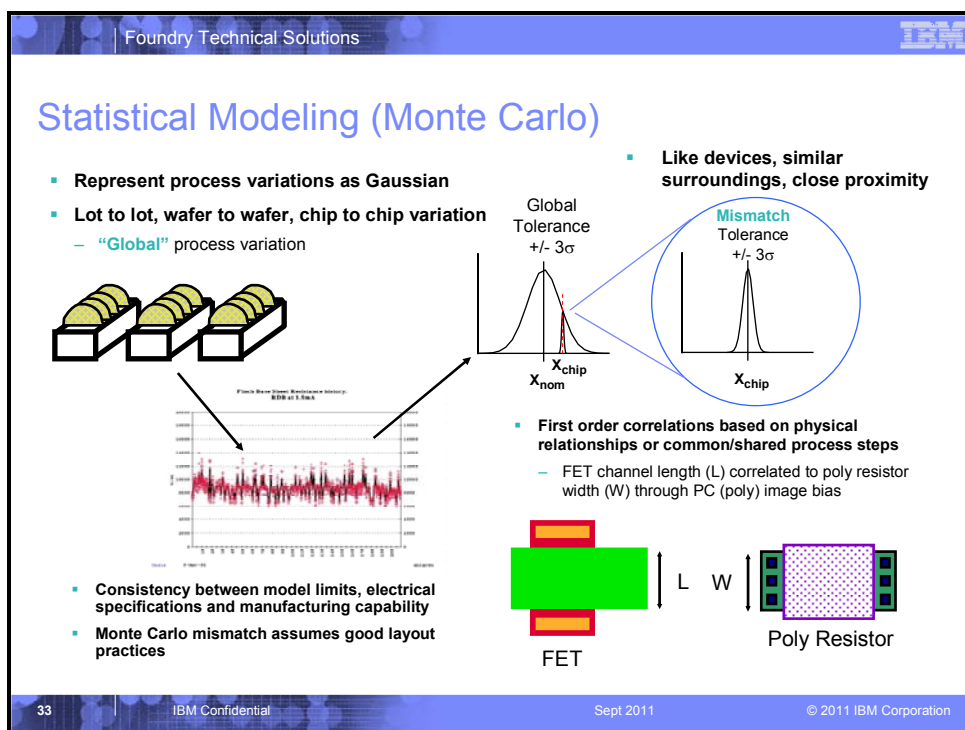 Foundry Technical Solutions
IBM
Statistical Modeling (Monte Carlo)
▪ Represent process variations as Gaussian
▪ Lot to lot, wafer to wafer, chip to chip variation
– “Global” process variation
▪ Like devices, similar
surroundings, close proximity
Global
Tolerance
+/- 3σ
Xchip
Xnom
Mismatch
Tolerance
+/- 3σ
Xchip
RDB at 1.5mA
▪ First order correlations based on physical
relationships or common/shared process steps
– FET channel length (L) correlated to poly resistor
width (W) through PC (poly) image bias
▪ Consistency between model limits, electrical
specifications and manufacturing capability
▪ Monte Carlo mismatch assumes good layout
practices
L
W
FET
Poly Resistor
33
IBM Confidential
Sept 2011
© 2011 IBM Corporation